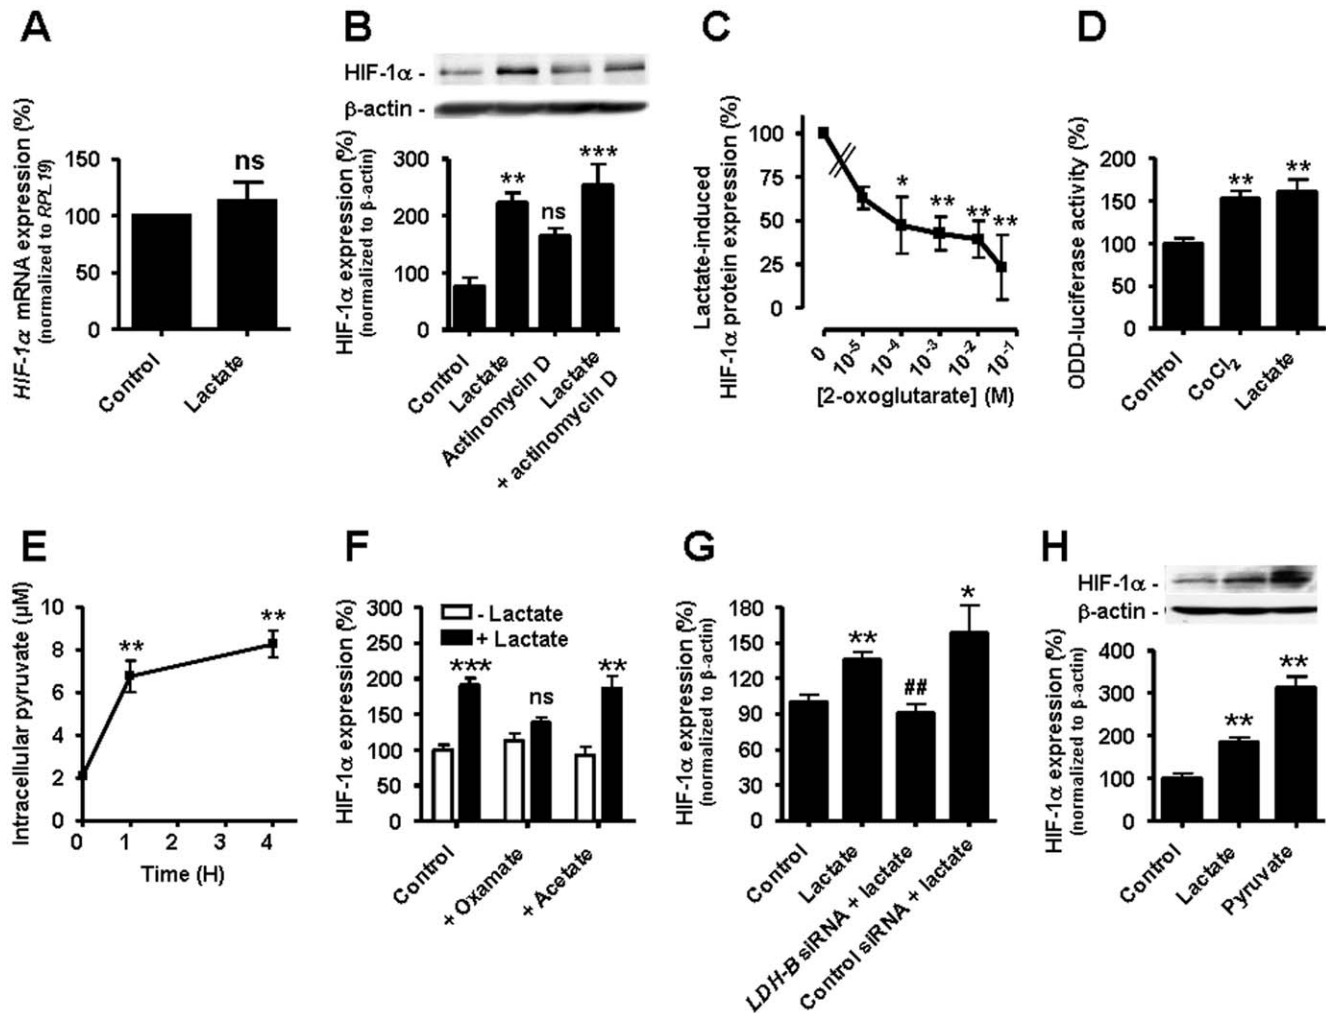 A
HIF-1α mRNA expression (%)
(normalized to RPL19)
150
100
50
0
ns
Control
Lactate
B
HIF-1α -
β-actin -
HIF-1α expression (%)
(normalized to β-actin)
300
200
100
0
**
ns
***
Control
Lactate
Actinomycin D
Lactate
+ actinomycin D
C
Lactate-induced
HIF-1α protein expression (%)
100
75
50
25
0
*
**
**
**
0
10-5
10-4
10-3
10-2
10-1
[2-oxoglutarate] (M)
D
ODD-luciferase activity (%)
200
150
100
50
0
**
**
Control
CoCl2
Lactate
E
Intracellular pyruvate (µM)
10
8
6
4
2
0
**
**
0
1
2
3
4
Time (H)
F
HIF-1α expression (%)
300
250
200
150
100
50
0
- Lactate
+ Lactate
***
ns
**
Control
+ Oxamate
+ Acetate
G
HIF-1α expression (%)
(normalized to β-actin)
180
150
120
90
60
30
0
**
##
*
Control
Lactate
LDH-B siRNA + lactate
Control siRNA + lactate
H
HIF-1α -
β-actin -
HIF-1α expression (%)
(normalized to β-actin)
400
300
200
100
0
**
**
Control
Lactate
Pyruvate